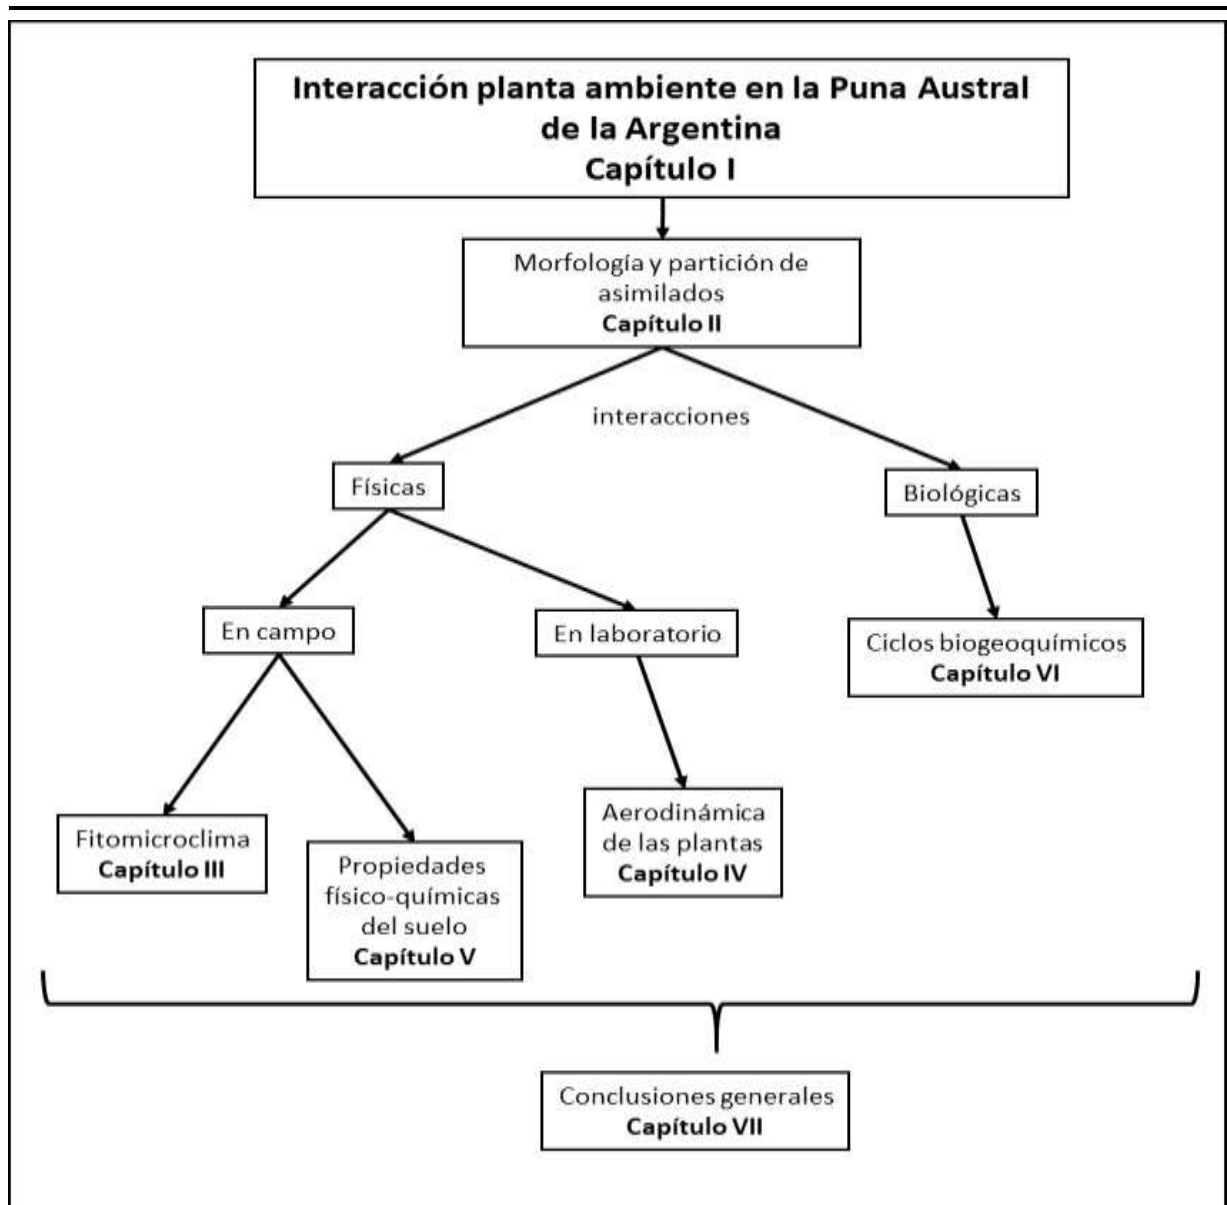 Interacción planta ambiente en la Puna Austral
de la Argentina
Capítulo I
Morfología y partición de
asimilados
Capítulo II
interacciones
Físicas
Biológicas
En campo
En laboratorio
Ciclos biogeoquímicos
Capítulo VI
Fitomicroclima
Capítulo III
Propiedades
físico-químicas
del suelo
Capítulo V
Aerodinámica
de las plantas
Capítulo IV
Conclusiones generales
Capítulo VII